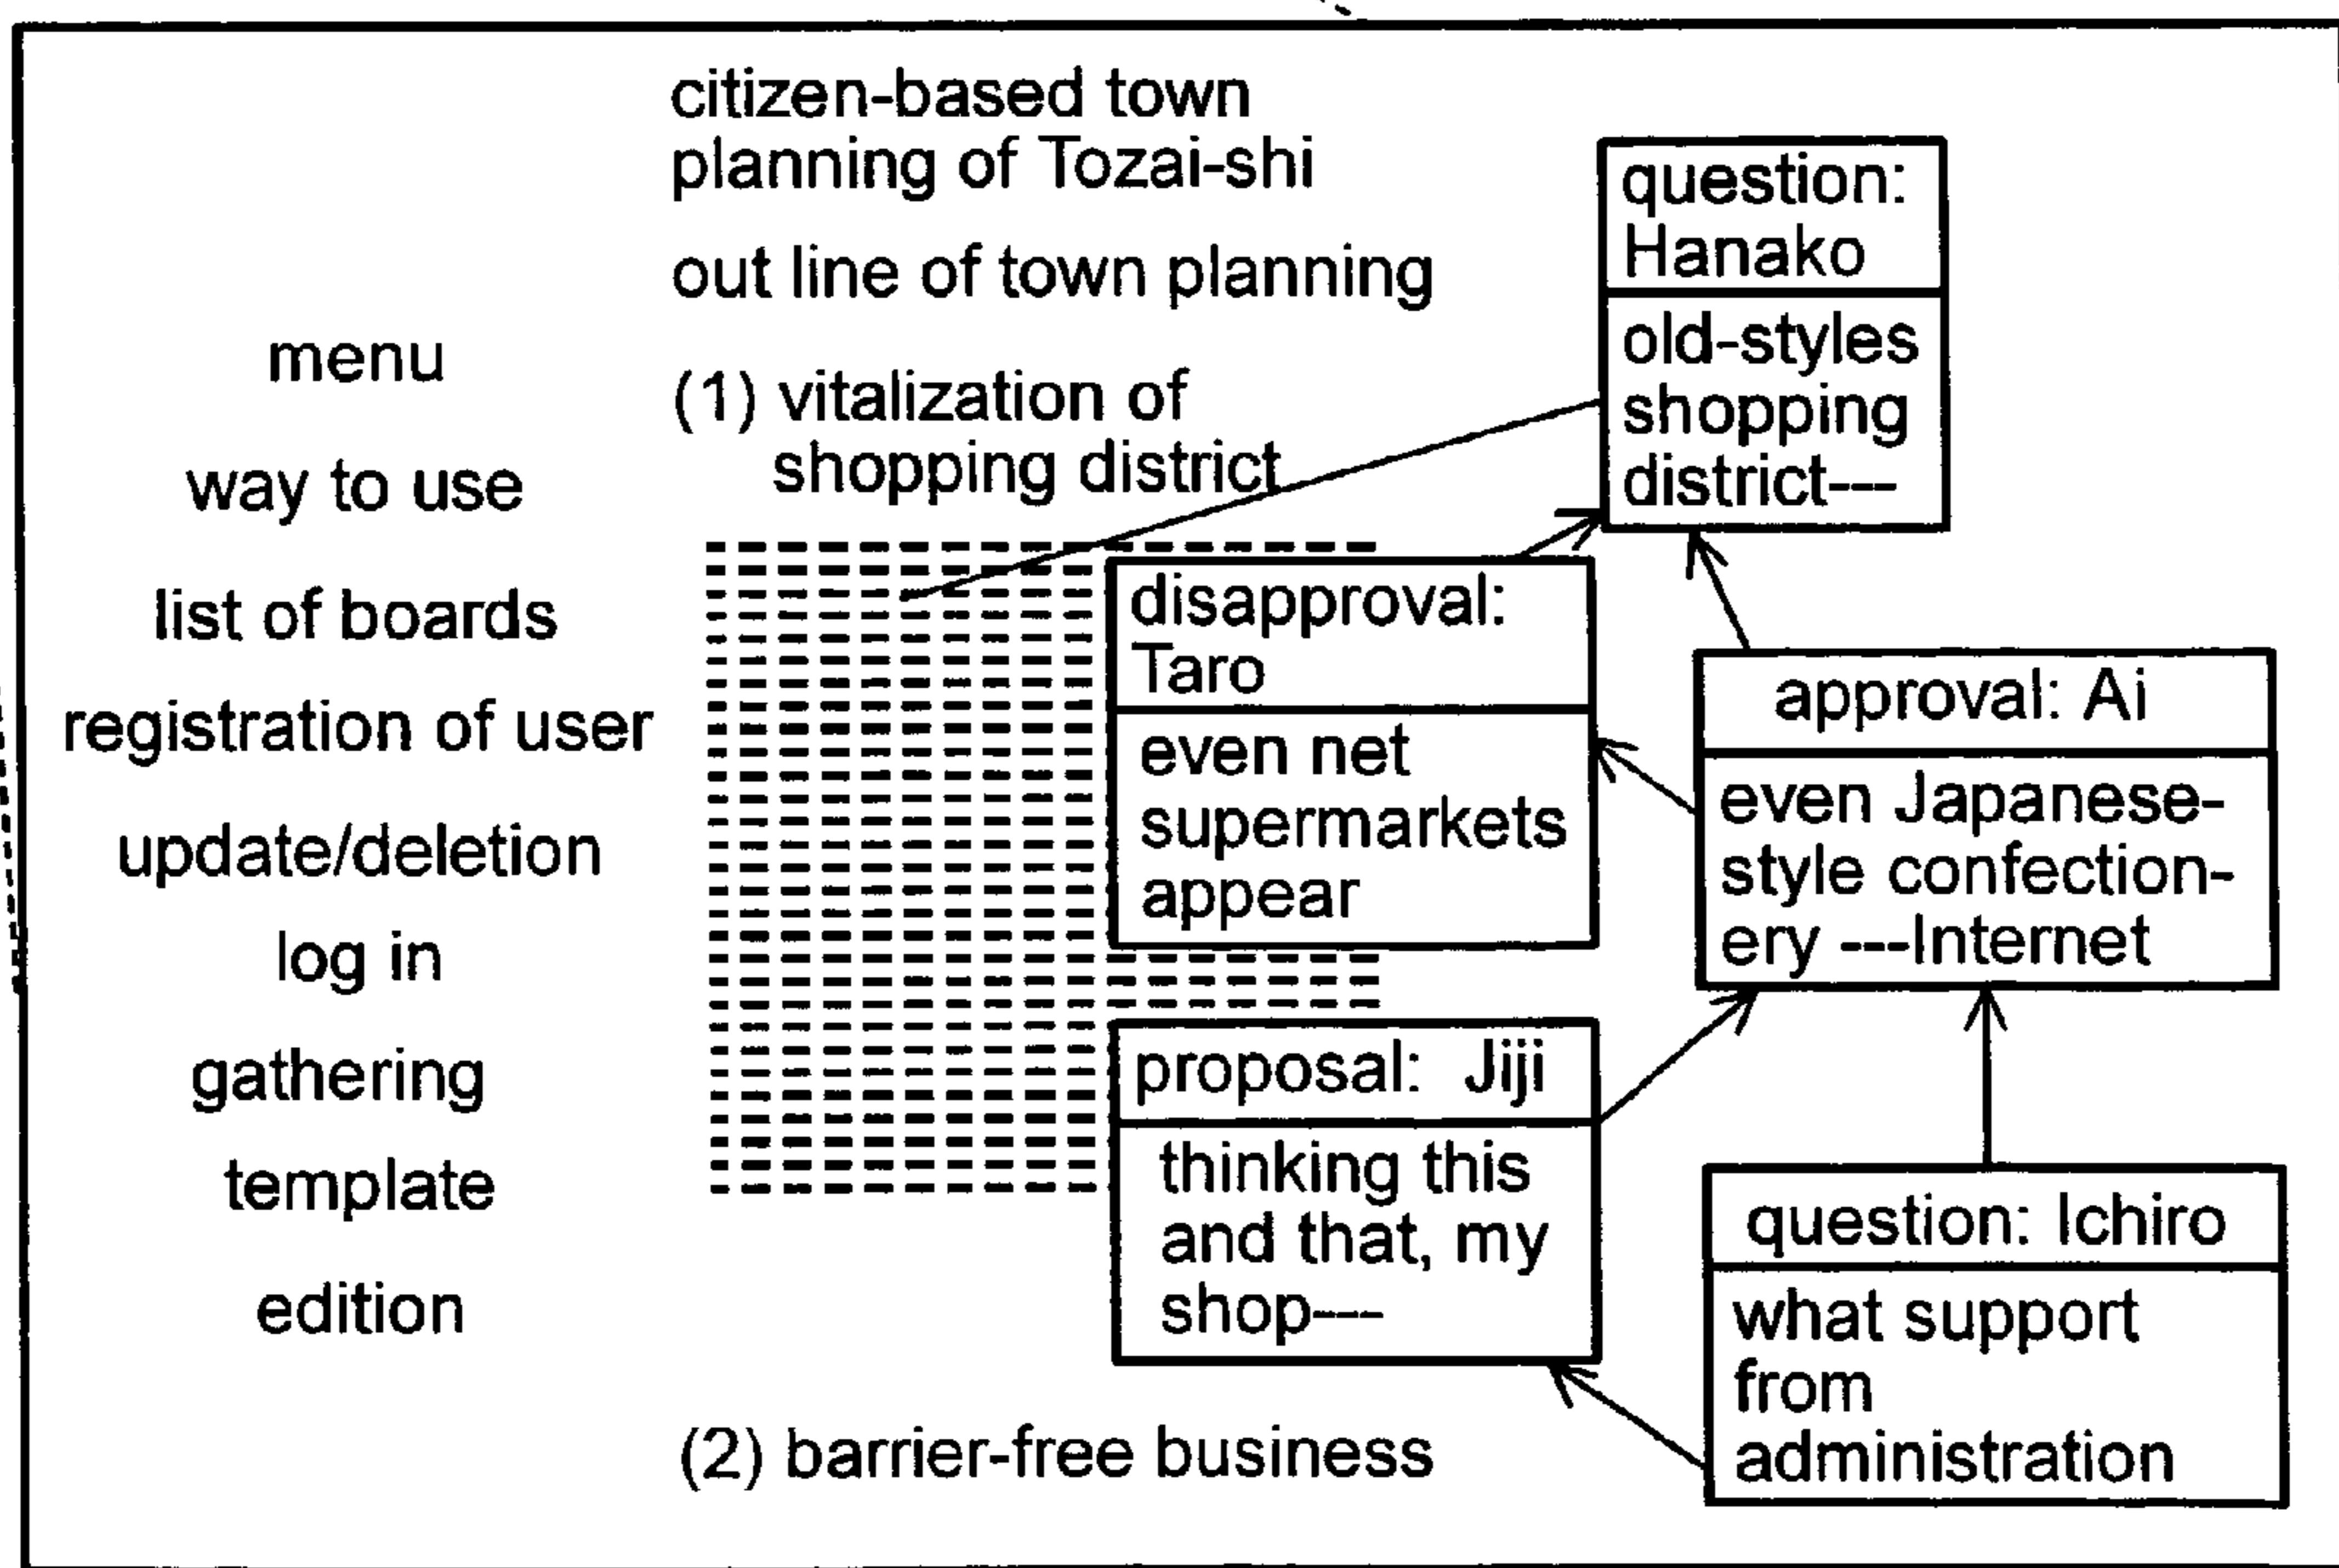 menu
way to use
list of boards
registration of user
update/deletion
log in
gathering
template
edition
citizen-based town
planning of Tozai-shi
out line of town planning
(1) vitalization of
shopping district
(2) barrier-free business
question:
Hanako
old-styles
shopping
district---
disapproval:
Taro
even net
supermarkets
appear
approval: Ai
even Japanese-
style confection-
ery ---Internet
proposal: Jiji
thinking this
and that, my
shop---
question: Ichiro
what support
from
administration